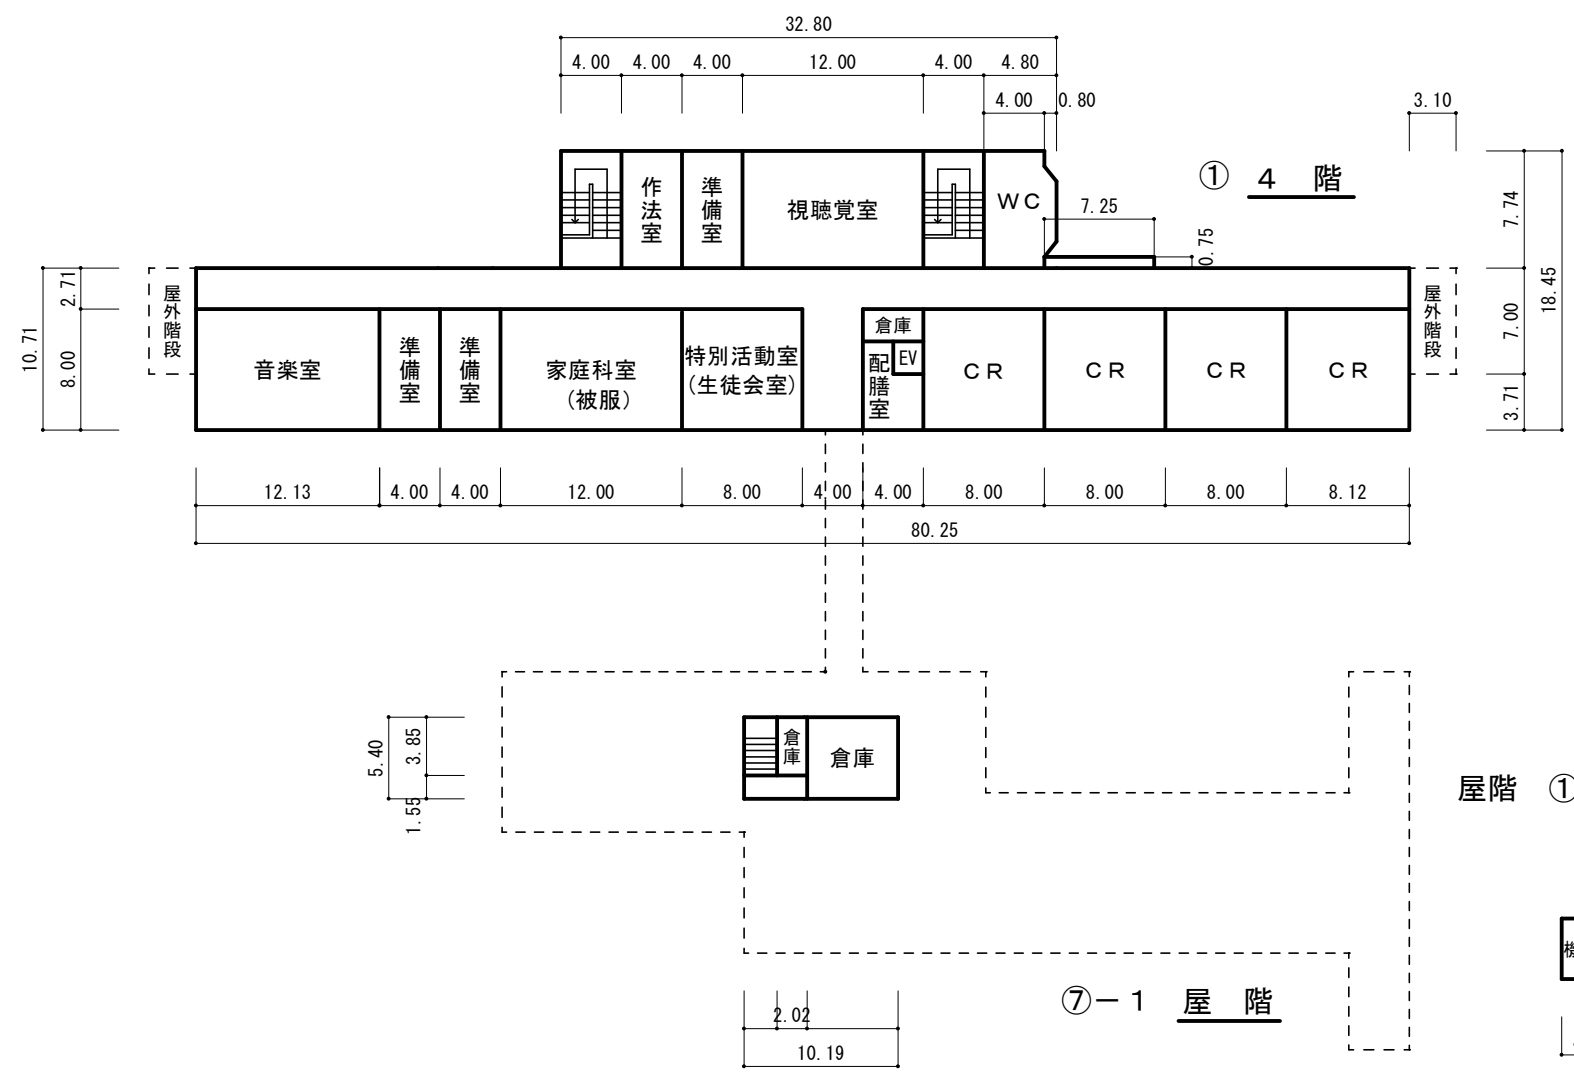 32.80
4.00 4.00 4.00 12.00 4.00 4.80
4.00 0.80
3.10
① 4 階
作法室
準備室
視聴覚室
WC
7.25
0.75
7.74
18.45
7.00
3.71
2.71
10.71
8.00
屋外階段
屋外階段
音楽室
準備室
準備室
家庭科室
(被服)
特別活動室
(生徒会室)
倉庫
EV
配膳室
CR
CR
CR
CR
12.13 4.00 4.00 12.00 8.00 4.00 4.00 8.00 8.00 8.00 8.12
80.25
5.40
3.85
1.55
倉庫
倉庫
屋階 ①
⑦－1 屋 階
2.02
10.19